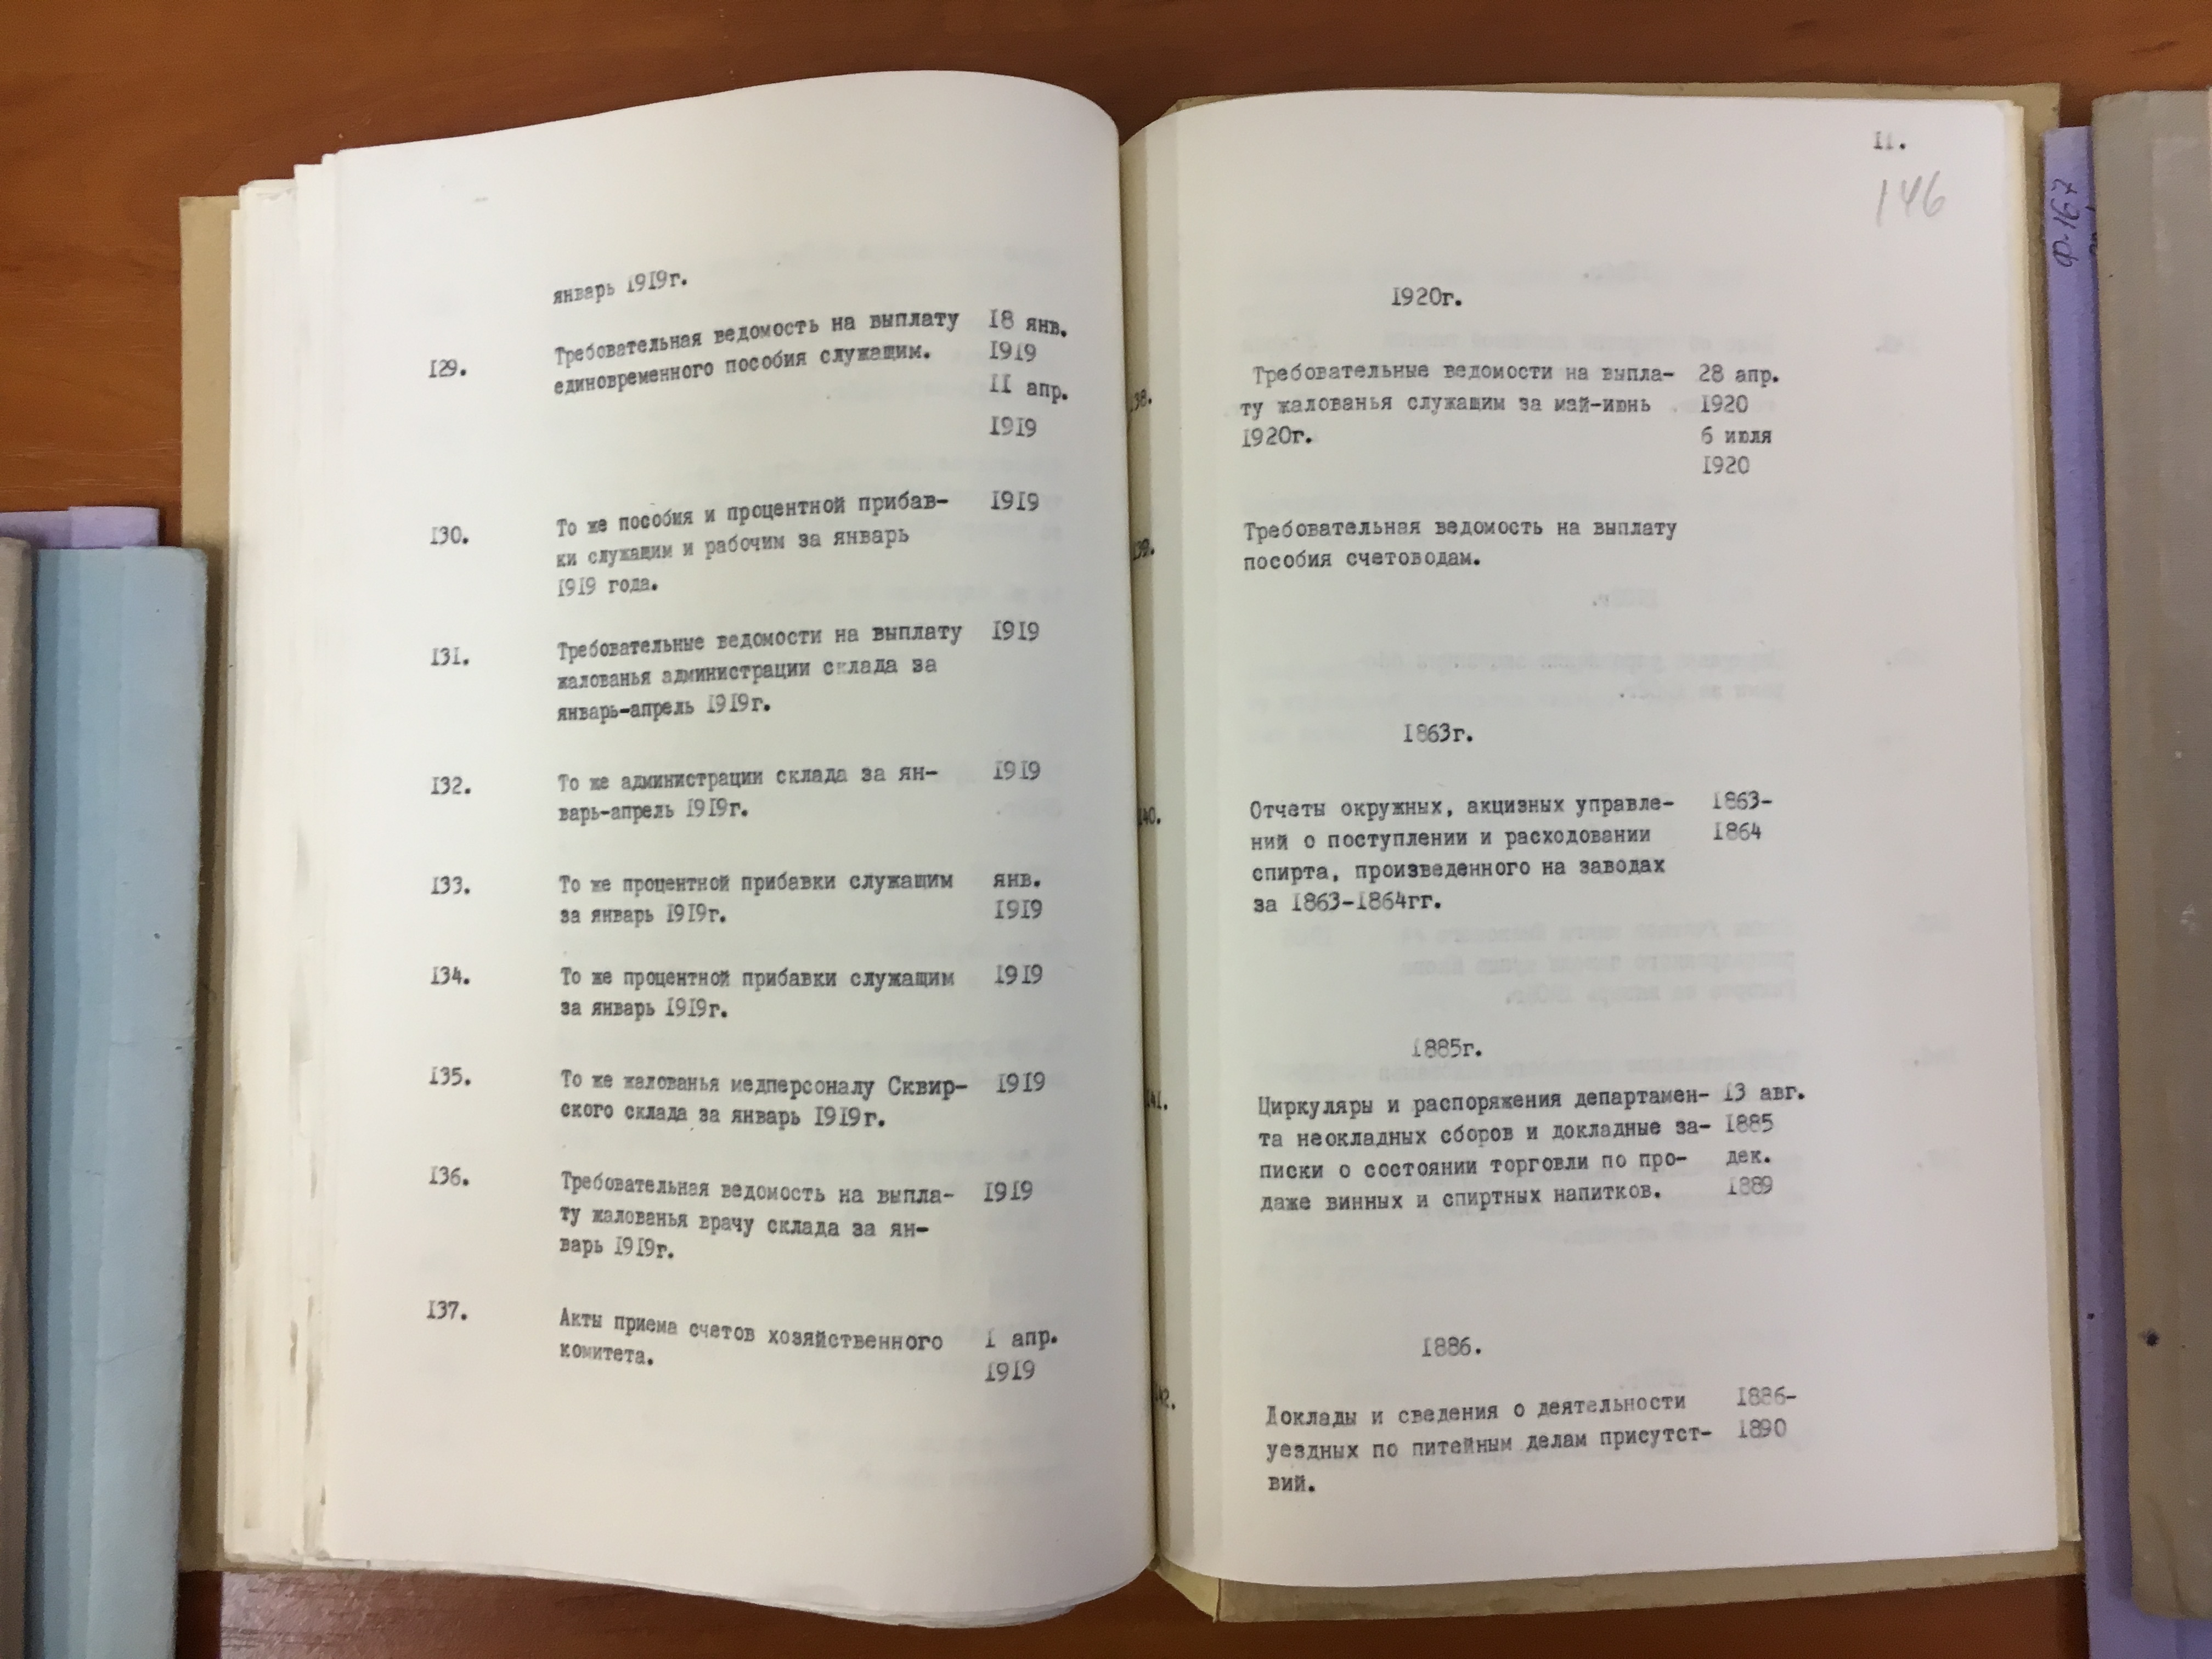 январь 1919г.
129. Требовательная ведомость на выплату 18 янв.
единовременного пособия служащим. 1919
11 апр.
1919
130. То же пособия и процентной прибав- 1919
ки служащим и рабочим за январь
1919 года.
131. Требовательные ведомости на выплату 1919
жалованья администрации склада за
январь-апрель 1919г.
132. То же администрации склада за ян- 1919
варь-апрель 1919г.
133. То же процентной прибавки служащим янв.
за январь 1919г. 1919
134. То же процентной прибавки служащим 1919
за январь 1919г.
135. То же жалованья медперсоналу Сквир- 1919
ского склада за январь 1919г.
136. Требовательная ведомость на выпла- 1919
ту жалованья врачу склада за ян-
варь 1919г.
137. Акты приема счетов хозяйственного 1 апр.
комитета. 1919
11.
146
1920г.
38. Требовательные ведомости на выпла- 28 апр.
ту жалованья служащим за май-июнь 1920
1920г. 6 июля
1920
39. Требовательная ведомость на выплату
пособия счетоводам.
1863г.
140. Отчеты окружных, акцизных управле- 1863-
ний о поступлении и расходовании 1864
спирта, произведенного на заводах
за 1863-1864гг.
1885г.
41. Циркуляры и распоряжения департамен- 13 авг.
та неокладных сборов и докладные за- 1885
писки о состоянии торговли по про- дек.
даже винных и спиртных напитков. 1889
1886.
42. Доклады и сведения о деятельности 1886-
уездных по питейным делам присутст- 1890
вий.
Ф-167